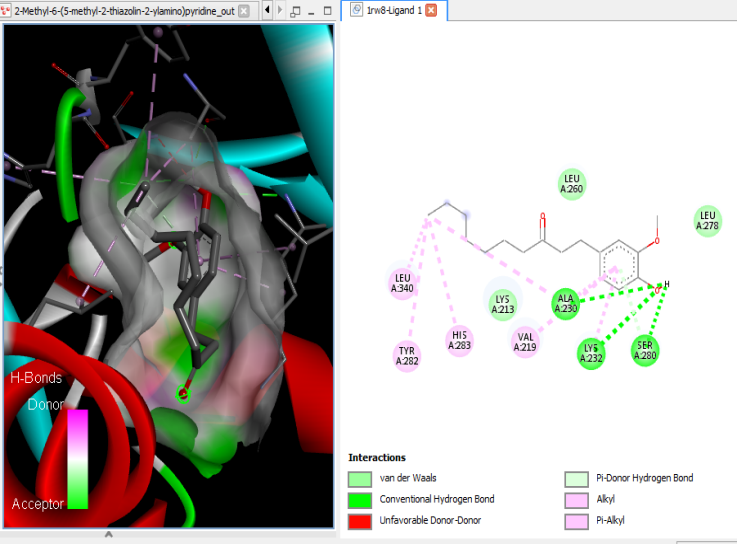 2-Methyl-6-(5-methyl-2-thiazolin-2-ylamino)pyridine_out
1rw8-Ligand 1
H-Bonds
Donor
Acceptor
LEU
A:260
LEU
A:278
LEU
A:340
LYS
A:213
ALA
A:230
TYR
A:282
HIS
A:283
VAL
A:219
LYS
A:232
SER
A:280
O
O
O
H
Interactions
van der Waals
Conventional Hydrogen Bond
Unfavorable Donor-Donor
Pi-Donor Hydrogen Bond
Alkyl
Pi-Alkyl